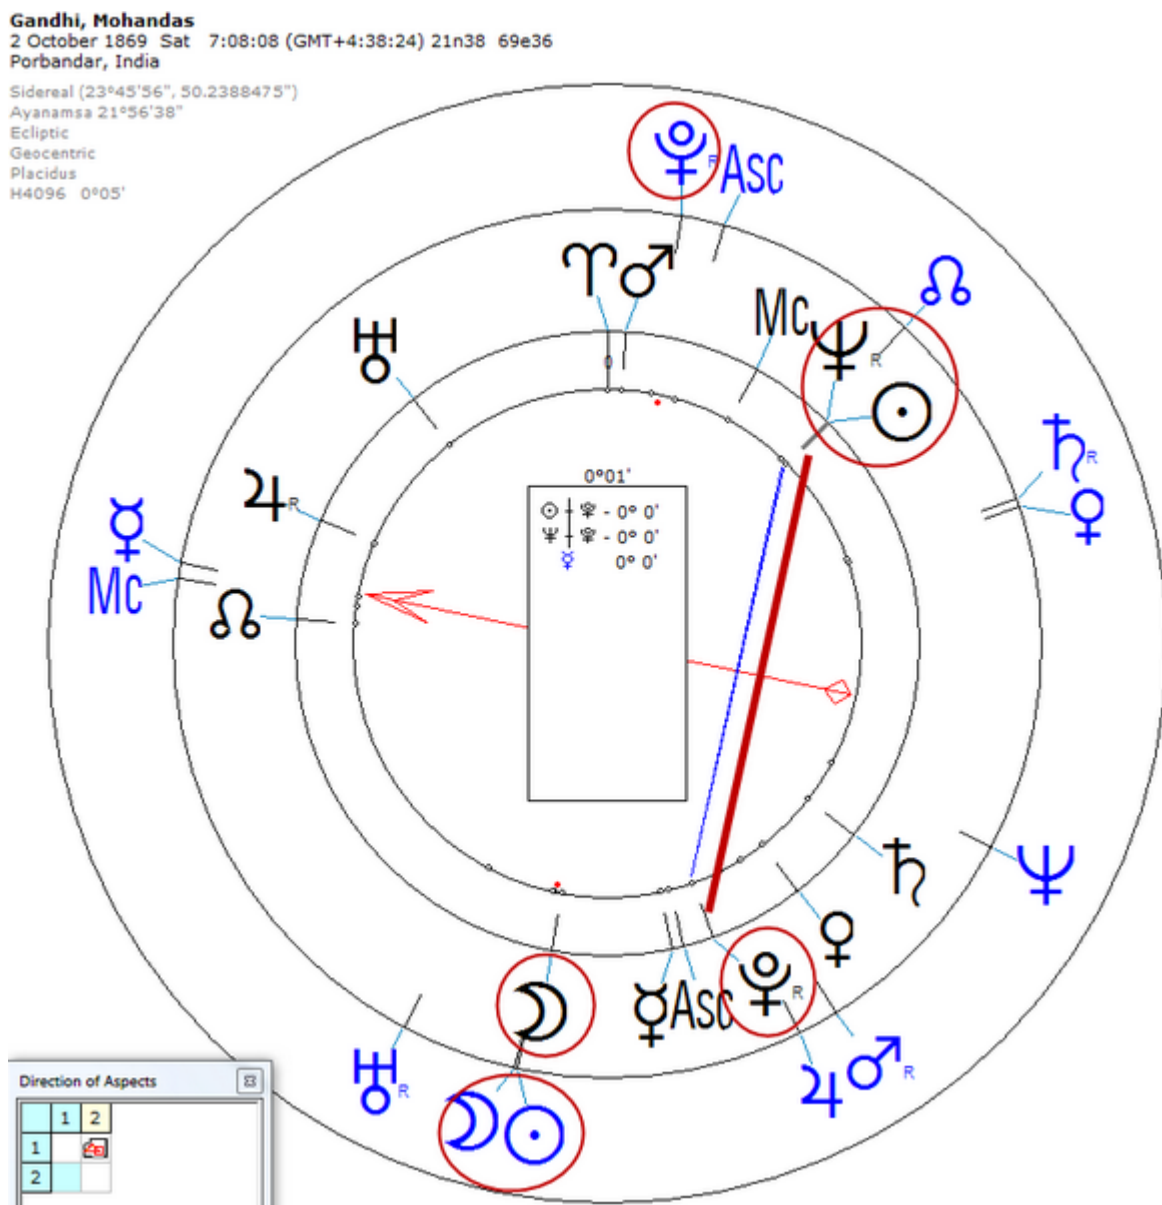 Gandhi, Mohandas
2 October 1869 Sat 7:08:08 (GMT+4:38:24) 21n38 69e36
Porbandar, India
Sidereal (23°45'56", 50.2388475")
Ayanamsa 21°56'38"
Ecliptic
Geocentric
Placidus
H4096 0°05'
♇ R Asc
♈ ♂
☊
Mc ♆ R
♅
☉
♄ R
♃ R
0°01'
☿
♀
☉ ♇ - 0° 0'
♆ ♇ - 0° 0'
☿ 0° 0'
Mc
☊
0
♄
♆
♀
☽ ☿ Asc ♇ R
♅ R
♃ ♂ R
R
☽ ☉
Direction of Aspects
1 2
1
2